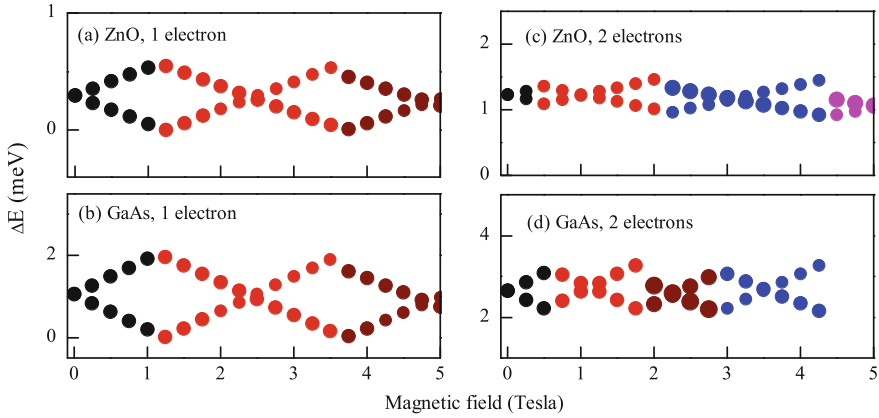 (a) ZnO, 1 electron
(c) ZnO, 2 electrons
(b) GaAs, 1 electron
(d) GaAs, 2 electrons
ΔE (meV)
1
0
2
0
2
1
0
4
2
0 1 2 3 4 5
0 1 2 3 4 5
Magnetic field (Tesla)